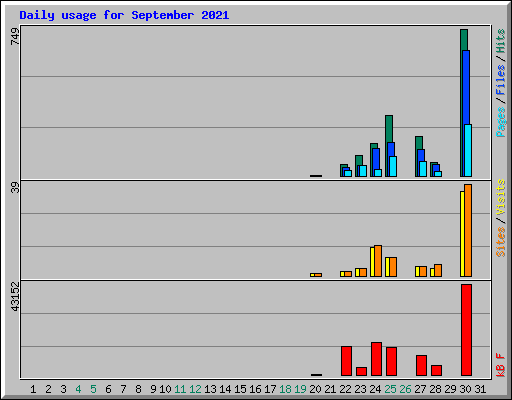 Daily usage for September 2021
749
Pages/Files/Hits
39
Sites/Visits
43152
kB F
1 2 3 4 5 6 7 8 9 10 11 12 13 14 15 16 17 18 19 20 21 22 23 24 25 26 27 28 29 30 31